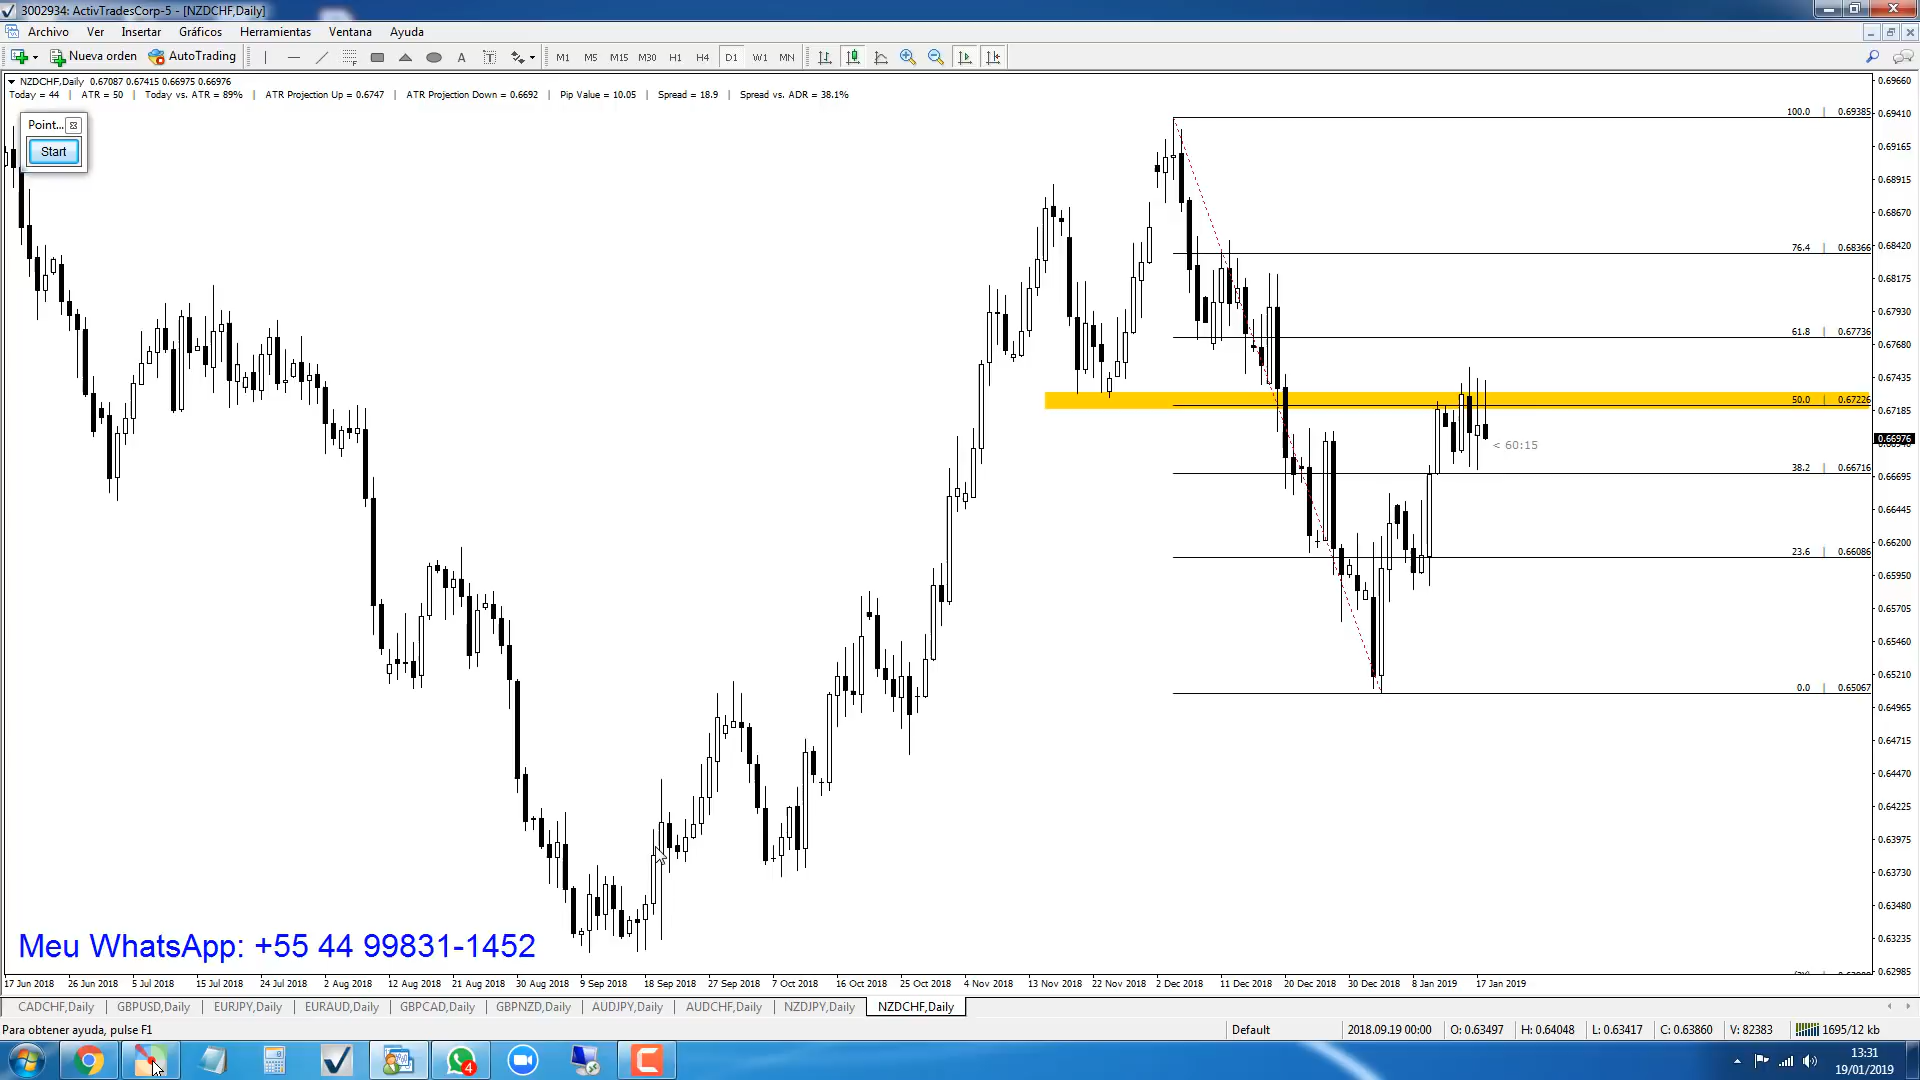 3002934: ActivTradesCorp-5 - [NZDCHF,Daily]
Archivo Ver Insertar Gráficos Herramientas Ventana Ayuda
Nueva orden AutoTrading A T M1 M5 M15 M30 H1 H4 D1 W1 MN
NZDCHF,Daily 0.67087 0.67415 0.66975 0.66976
Today = 44 | ATR = 50 | Today vs. ATR = 89% | ATR Projection Up = 0.6747 | ATR Projection Down = 0.6692 | Pip Value = 10.05 | Spread = 18.9 | Spread vs. ADR = 38.1%
Point...
Start
100.0 | 0.69385
76.4 | 0.68366
61.8 | 0.67736
50.0 | 0.67226
< 60:15
38.2 | 0.66716
23.6 | 0.66086
0.0 | 0.65067
0.69660
0.69410
0.69165
0.68915
0.68670
0.68420
0.68175
0.67930
0.67680
0.67435
0.67185
0.66976
0.66695
0.66445
0.66200
0.65950
0.65705
0.65460
0.65210
0.64965
0.64715
0.64470
0.64225
0.63975
0.63730
0.63480
0.63235
0.62985
Meu WhatsApp: +55 44 99831-1452
17 Jun 2018 26 Jun 2018 5 Jul 2018 15 Jul 2018 24 Jul 2018 2 Aug 2018 12 Aug 2018 21 Aug 2018 30 Aug 2018 9 Sep 2018 18 Sep 2018 27 Sep 2018 7 Oct 2018 16 Oct 2018 25 Oct 2018 4 Nov 2018 13 Nov 2018 22 Nov 2018 2 Dec 2018 11 Dec 2018 20 Dec 2018 30 Dec 2018 8 Jan 2019 17 Jan 2019
CADCHF,Daily GBPUSD,Daily EURJPY,Daily EURAUD,Daily GBPCAD,Daily GBPNZD,Daily AUDJPY,Daily AUDCHF,Daily NZDJPY,Daily NZDCHF,Daily
Para obtener ayuda, pulse F1 Default 2018.09.19 00:00 O: 0.63497 H: 0.64048 L: 0.63417 C: 0.63860 V: 82383 1695/12 kb
4
13:31
19/01/2019